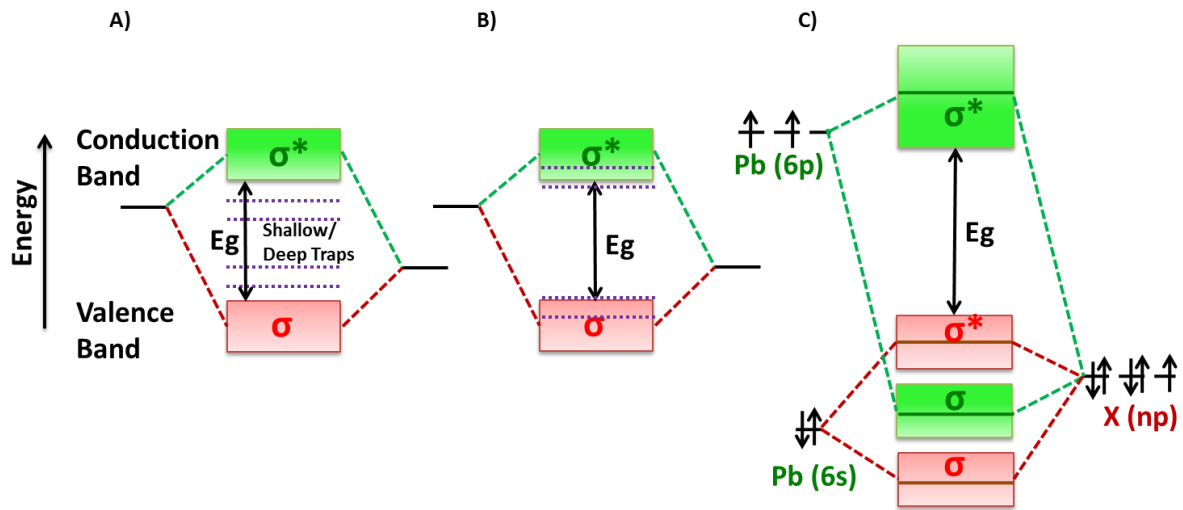 A)
B)
C)
Energy
Conduction
Band
Valence
Band
σ*
Eg
Shallow/
Deep Traps
σ
σ*
Eg
σ
σ*
Pb (6p)
Eg
σ*
σ
X (np)
σ
Pb (6s)